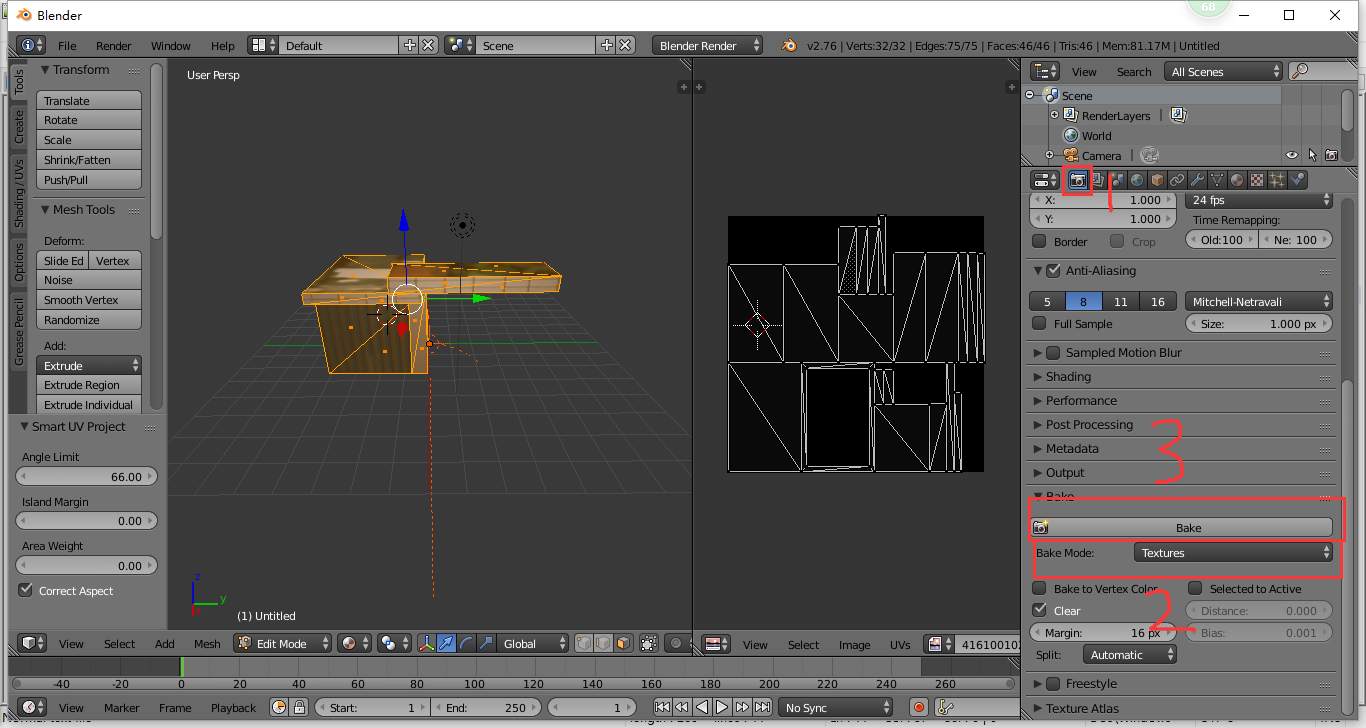 68
Blender
File Render Window Help Default Scene Blender Render v2.76 | Verts:32/32 | Edges:75/75 | Faces:46/46 | Tris:46 | Mem:81.17M | Untitled
Tools
Create
Shading / UVs
Options
Grease Pencil
Transform
Translate
Rotate
Scale
Shrink/Fatten
Push/Pull
Mesh Tools
Deform:
Slide Ed Vertex
Noise
Smooth Vertex
Randomize
Add:
Extrude
Extrude Region
Extrude Individual
Smart UV Project
Angle Limit
66.00
Island Margin
0.00
Area Weight
0.00
Correct Aspect
User Persp
z
y
(1) Untitled
View Select Add Mesh Edit Mode Global
View Select Image UVs 416100102
View Search All Scenes
Scene
RenderLayers
World
Camera
1
X: 1.000 24 fps
Y: 1.000 Time Remapping:
Border Crop Old:100 Ne: 100
Anti-Aliasing
5 8 11 16 Mitchell-Netravali
Full Sample Size: 1.000 px
Sampled Motion Blur
Shading
Performance
Post Processing
3
Metadata
Output
Bake
Bake
Bake Mode: Textures
Bake to Vertex Color Selected to Active
2
Clear Distance: 0.000
Margin: 16 px Bias: 0.001
Split: Automatic
Freestyle
Texture Atlas
-40 -20 0 20 40 60 80 100 120 140 160 180 200 220 240 260
View Marker Frame Playback Start: 1 End: 250 1 No Sync